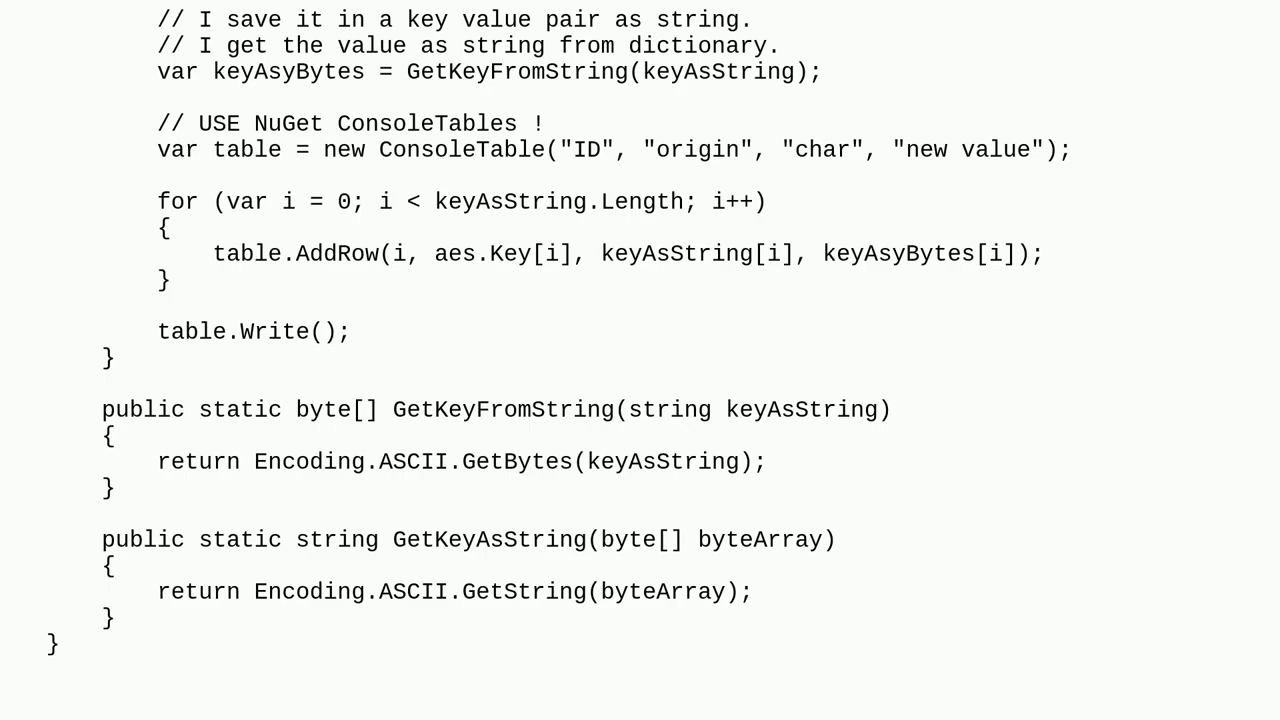 // I save it in a key value pair as string.
// I get the value as string from dictionary.
var keyAsyBytes = GetKeyFromString(keyAsString);
// USE NuGet ConsoleTables !
var table = new ConsoleTable("ID", "origin", "char", "new value");
for (var i = 0; i < keyAsString.Length; i++)
{
table.AddRow(i, aes.Key[i], keyAsString[i], keyAsyBytes[i]);
}
table.Write();
}
public static byte[] GetKeyFromString(string keyAsString)
{
return Encoding.ASCII.GetBytes(keyAsString);
}
public static string GetKeyAsString(byte[] byteArray)
{
return Encoding.ASCII.GetString(byteArray);
}
}